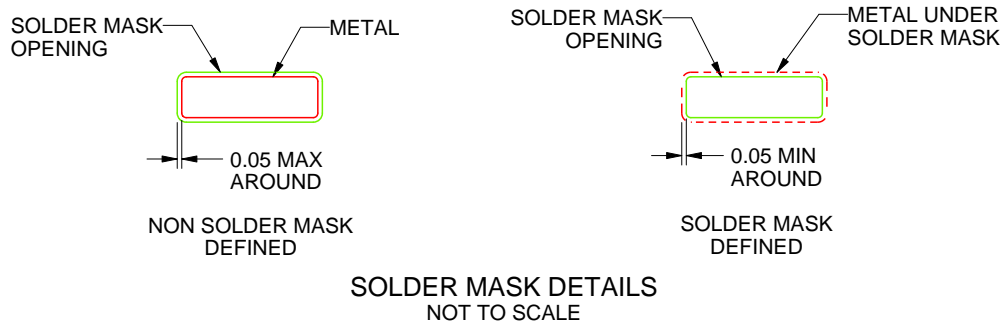 SOLDER MASK
OPENING
METAL
0.05 MAX
AROUND
NON SOLDER MASK
DEFINED
SOLDER MASK
OPENING
METAL UNDER
SOLDER MASK
0.05 MIN
AROUND
SOLDER MASK
DEFINED
SOLDER MASK DETAILS
NOT TO SCALE